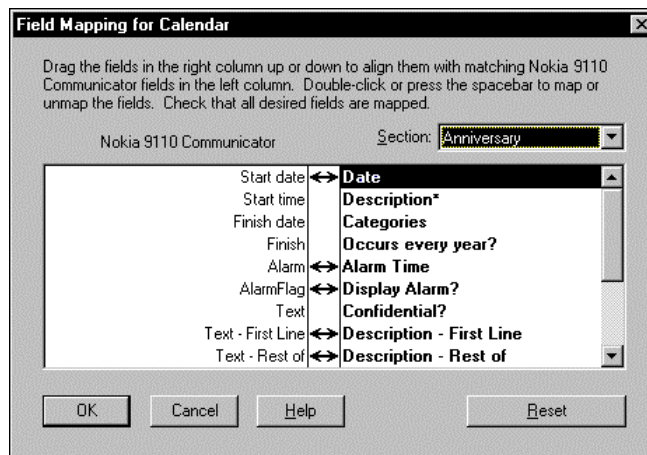 Field Mapping for Calendar
Drag the fields in the right column up or down to align them with matching Nokia 9110
Communicator fields in the left column. Double-click or press the spacebar to map or
unmap the fields. Check that all desired fields are mapped.
Nokia 9110 Communicator Section: Anniversary
Start date Date
Start time Description*
Finish date Categories
Finish Occurs every year?
Alarm Alarm Time
AlarmFlag Display Alarm?
Text Confidential?
Text - First Line Description - First Line
Text - Rest of Description - Rest of
OK Cancel Help Reset